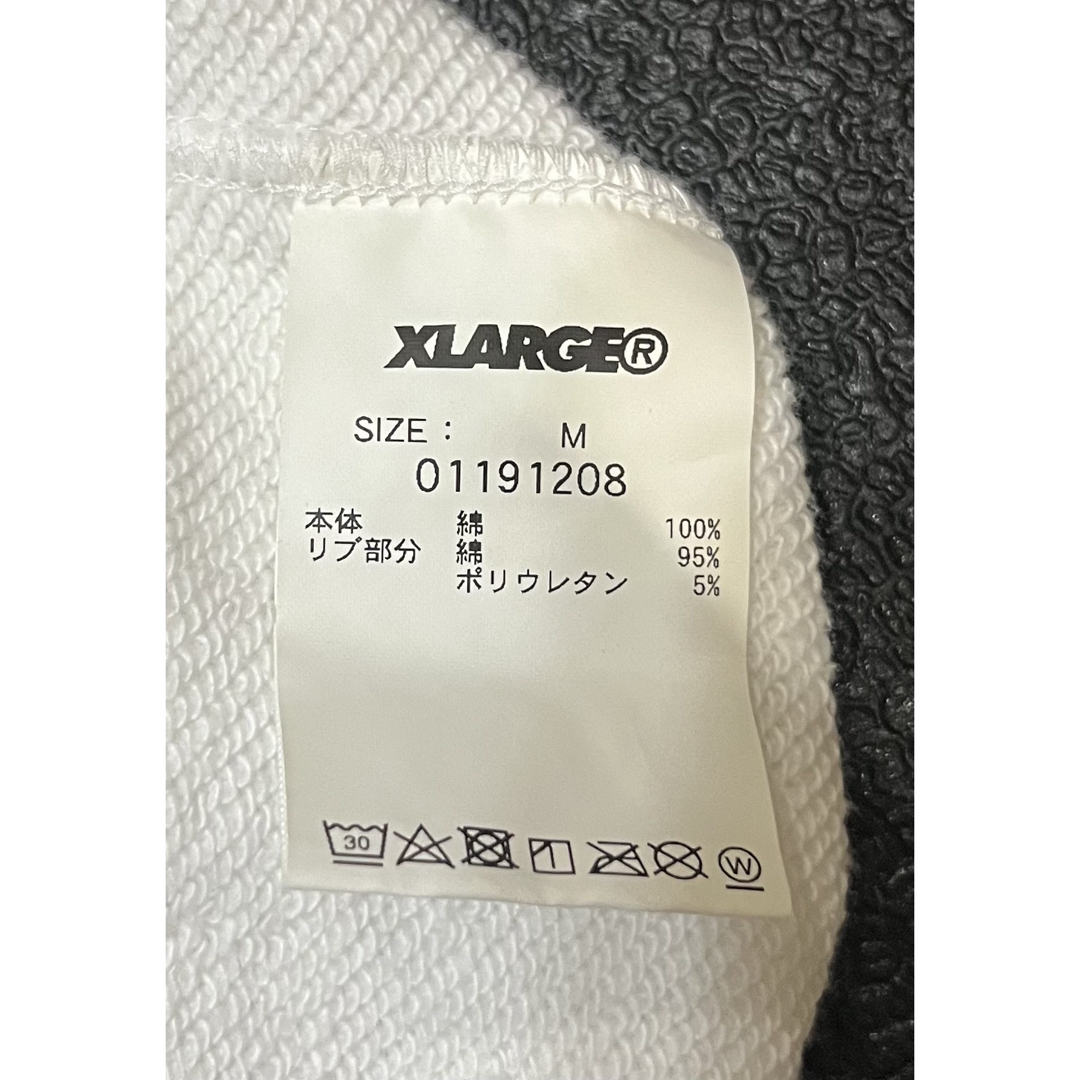 XLARGE®
SIZE : M
01191208
本体 綿 100%
リブ部分 綿 95%
ポリウレタン 5%
30 W